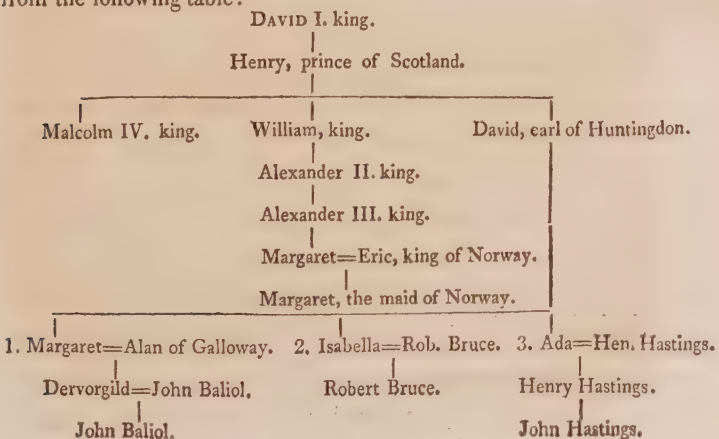 from the following table:
DAVID I. king.
Henry, prince of Scotland.
Malcolm IV. king. William, king. David, earl of Huntingdon.
Alexander II. king.
Alexander III. king.
Margaret=Eric, king of Norway.
Margaret, the maid of Norway.
1. Margaret=Alan of Galloway. 2. Isabella=Rob. Bruce. 3. Ada=Hen. Hastings.
Dervorgild=John Baliol. Robert Bruce. Henry Hastings.
John Baliol. John Hastings.